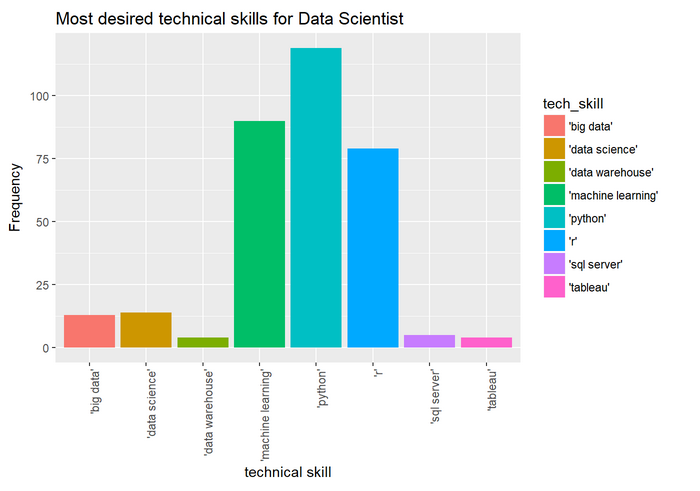 Most desired technical skills for Data Scientist
Frequency
100
75
50
25
0
'big data'
'data science'
'data warehouse'
'machine learning'
'python'
'r'
'sql server'
'tableau'
technical skill
tech_skill
'big data'
'data science'
'data warehouse'
'machine learning'
'python'
'r'
'sql server'
'tableau'